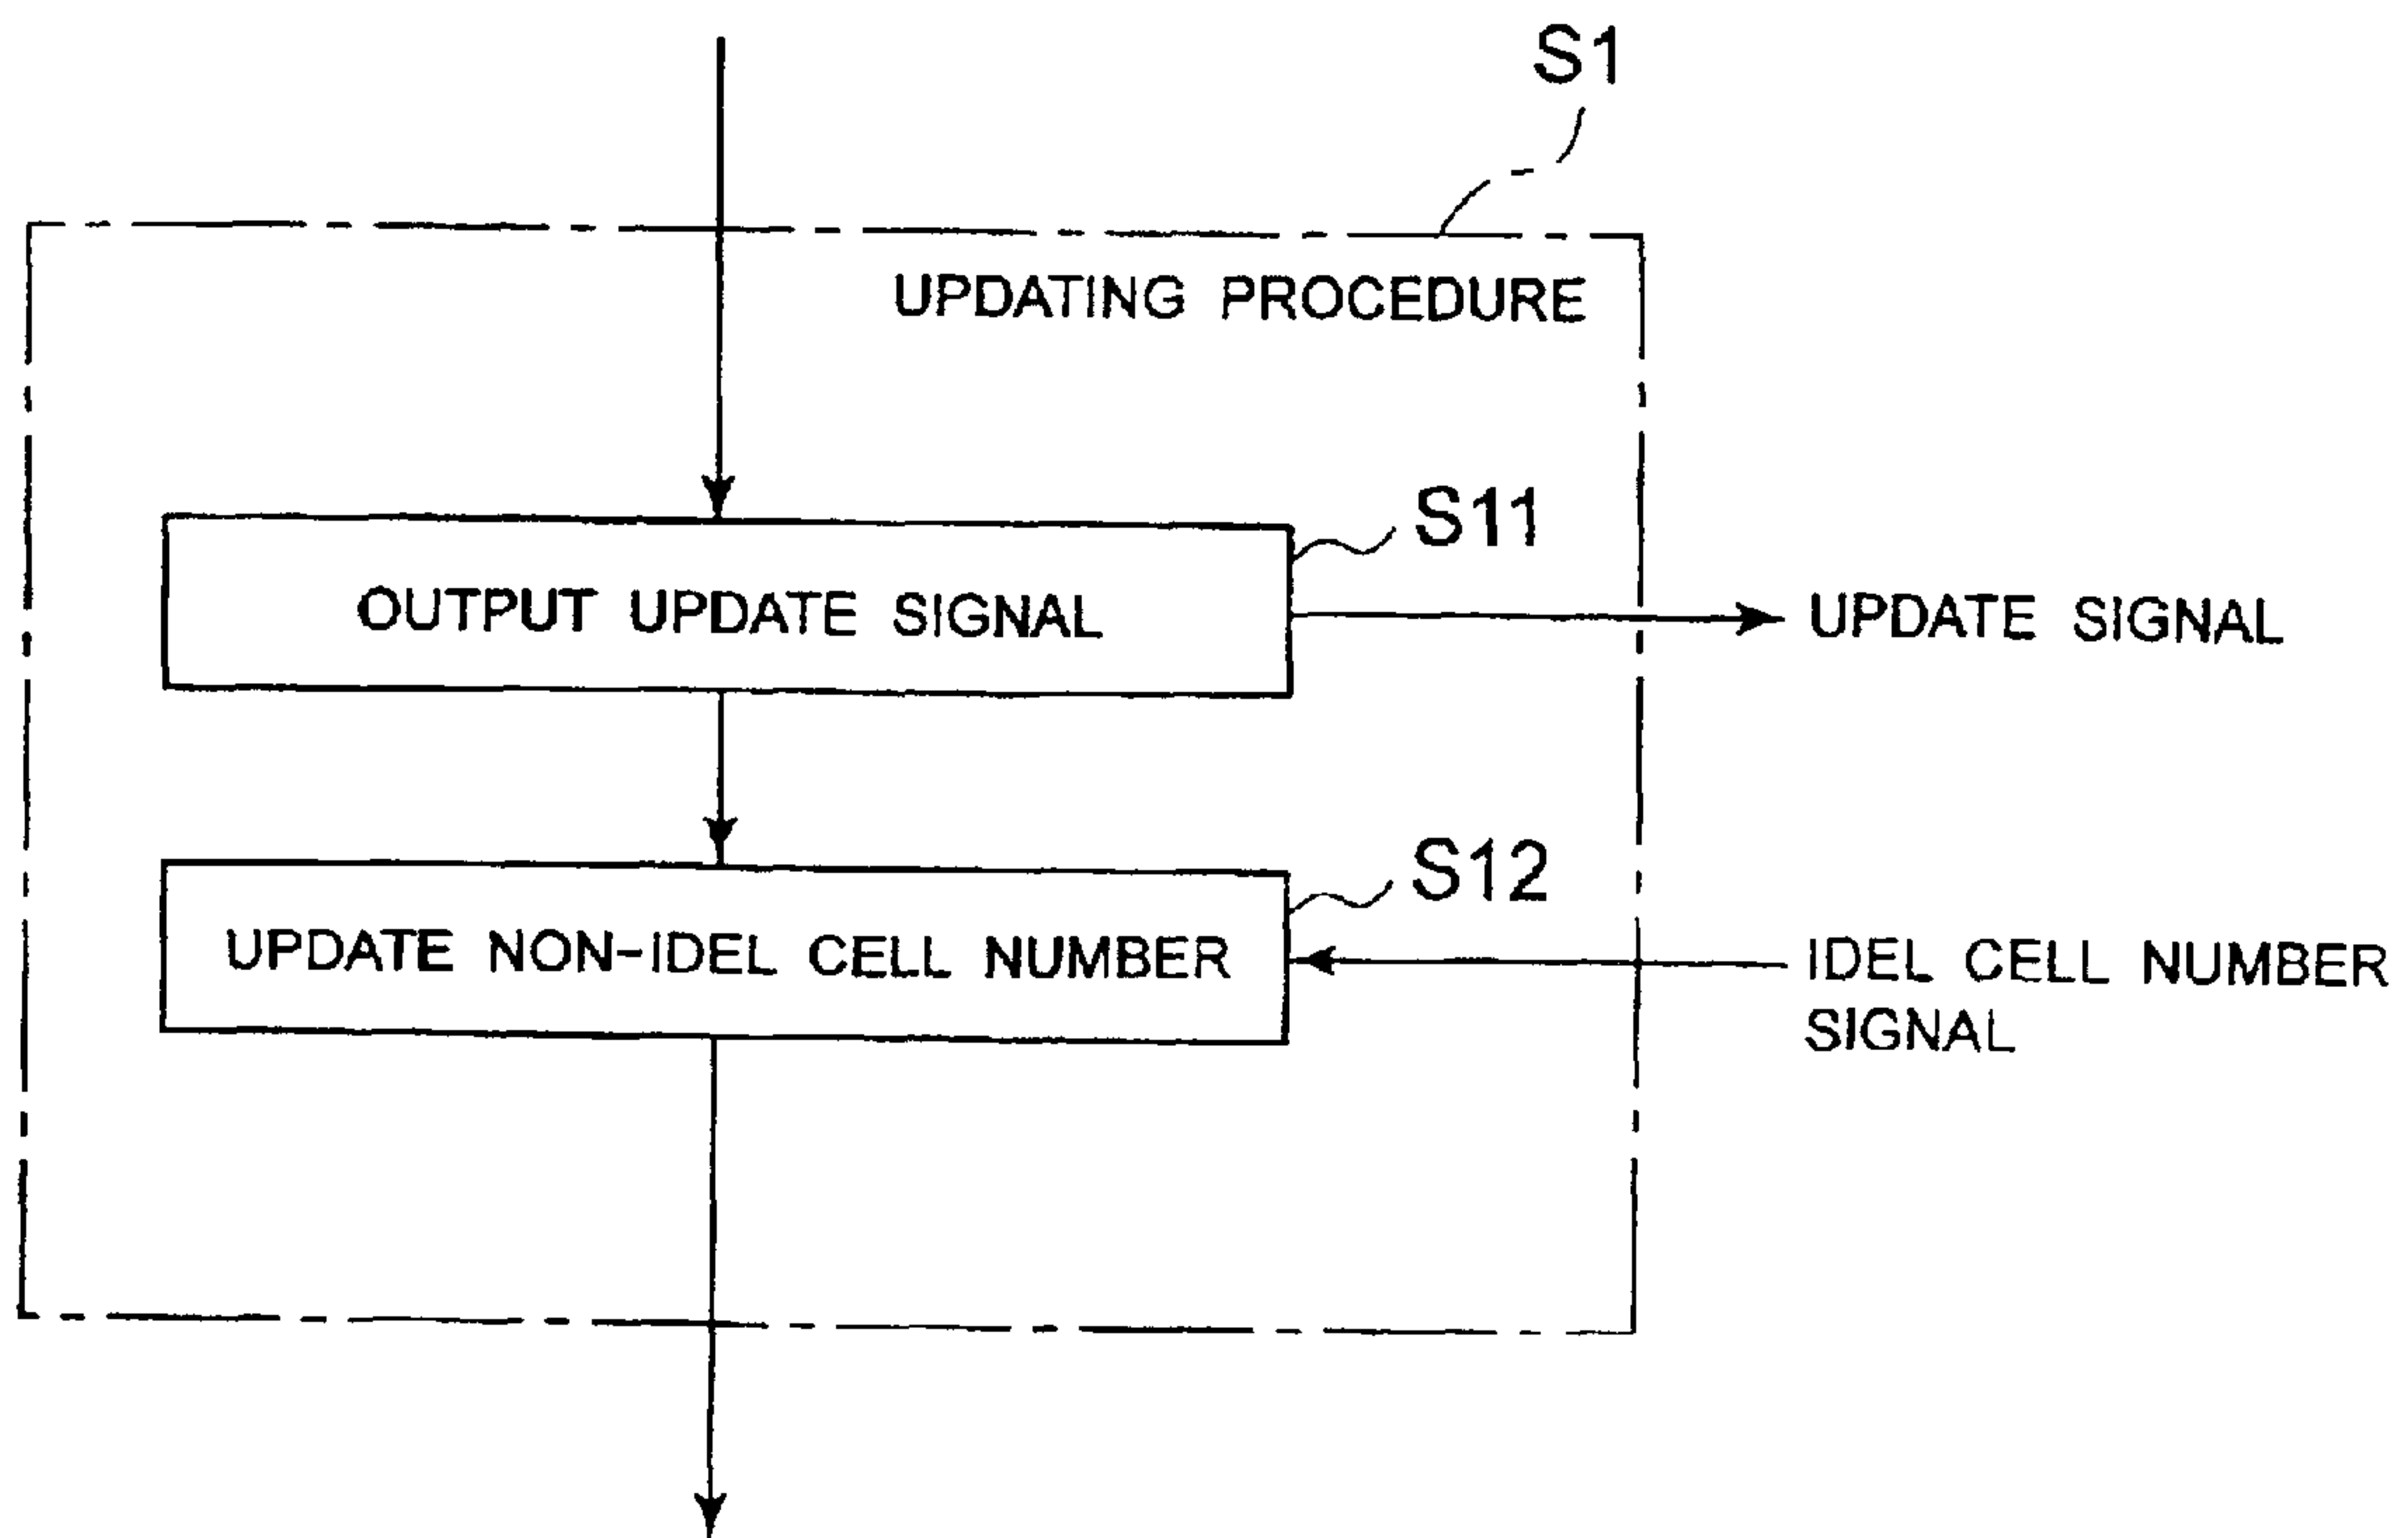 S1
UPDATING PROCEDURE
S11
OUTPUT UPDATE SIGNAL
UPDATE SIGNAL
S12
UPDATE NON-IDEL CELL NUMBER
IDEL CELL NUMBER
SIGNAL